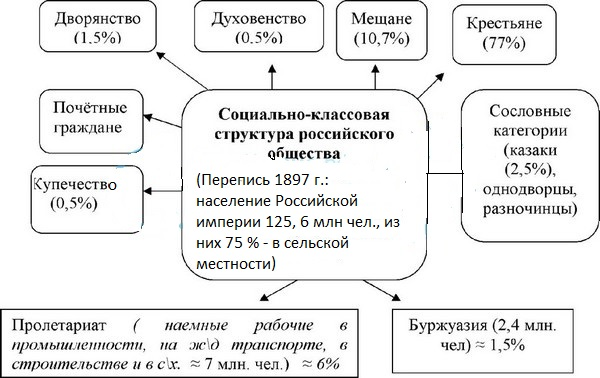 Дворянство
(1,5%)
Духовенство
(0,5%)
Мещане
(10,7%)
Крестьяне
(77%)
Почётные
граждане
Купечество
(0,5%)
Социально-классовая
структура российского
общества
(Перепись 1897 г.:
население Российской
империи 125, 6 млн чел., из
них 75 % - в сельской
местности)
Сословные
категории
(казаки
(2,5%),
однодворцы,
разночинцы)
Пролетариат ( наемные рабочие в
промышленности, на ж\д транспорте, в
строительстве и в с\х. ≈ 7 млн. чел.) ≈ 6%
Буржуазия (2,4 млн.
чел) ≈ 1,5%